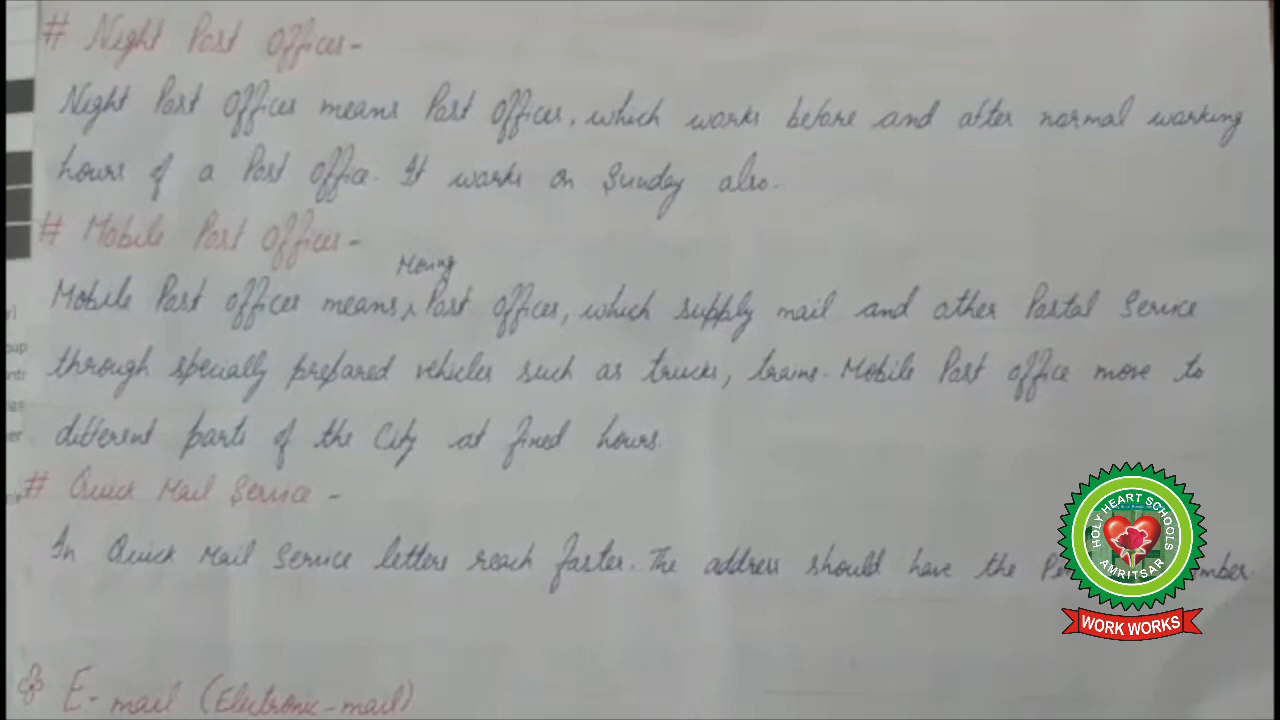 # Night Post Offices-
Night Post Offices means Post Offices, which works before and after normal working
hours of a Post office. It works on Sunday also.
# Mobile Post Offices-
Moving
Mobile Post offices means Post offices, which supply mail and other Postal Service
through specially prepared vehicles such as trucks, trains. Mobile Post office move to
different parts of the City at fixed hours.
# Quick Mail Service -
In Quick Mail Service letters reach faster. The address should have the
E-mail (Electronic-mail)
HOLY HEART SCHOOLS
AMRITSAR
WORK WORKS